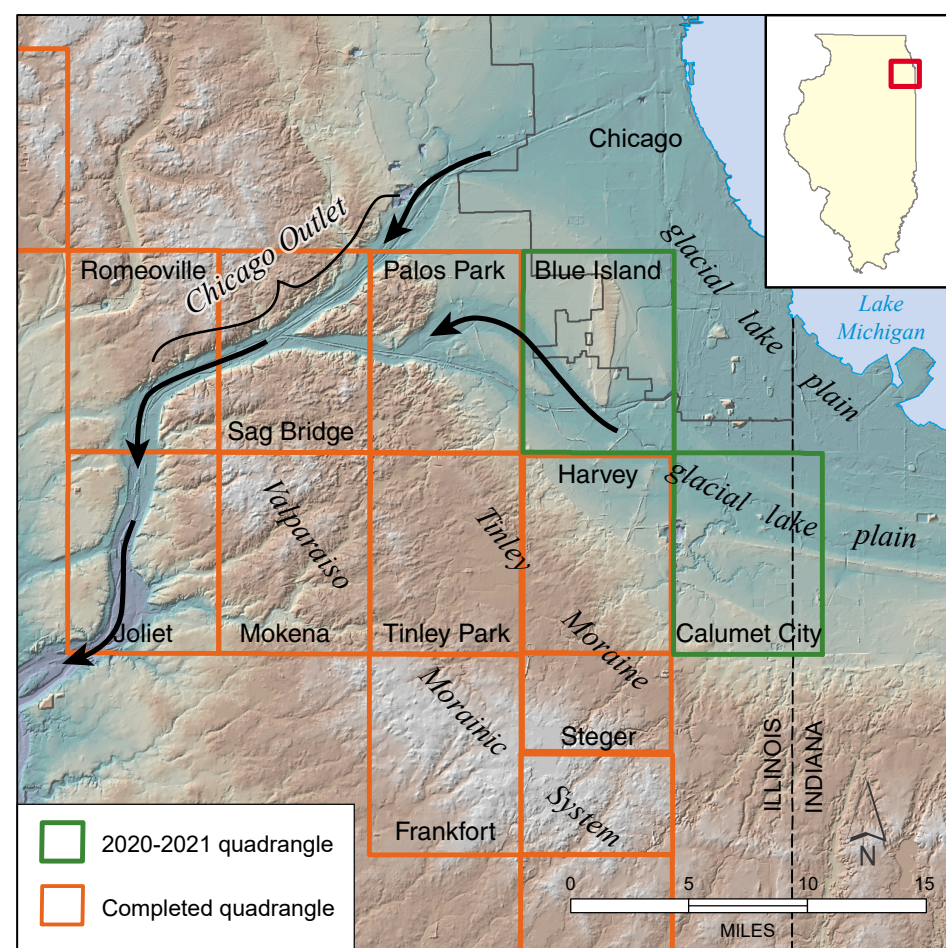 Chicago
glacial
lake
plain
Lake
Michigan
Chicago Outlet
Romeoville
Palos Park
Blue Island
Sag Bridge
Harvey
glacial
lake
plain
Valparaiso
Tinley
Joliet
Mokena
Tinley Park
Moraine
Calumet City
Morainic
Steger
System
Frankfort
ILLINOIS
INDIANA
N
2020-2021 quadrangle
Completed quadrangle
0 5 10 15
MILES